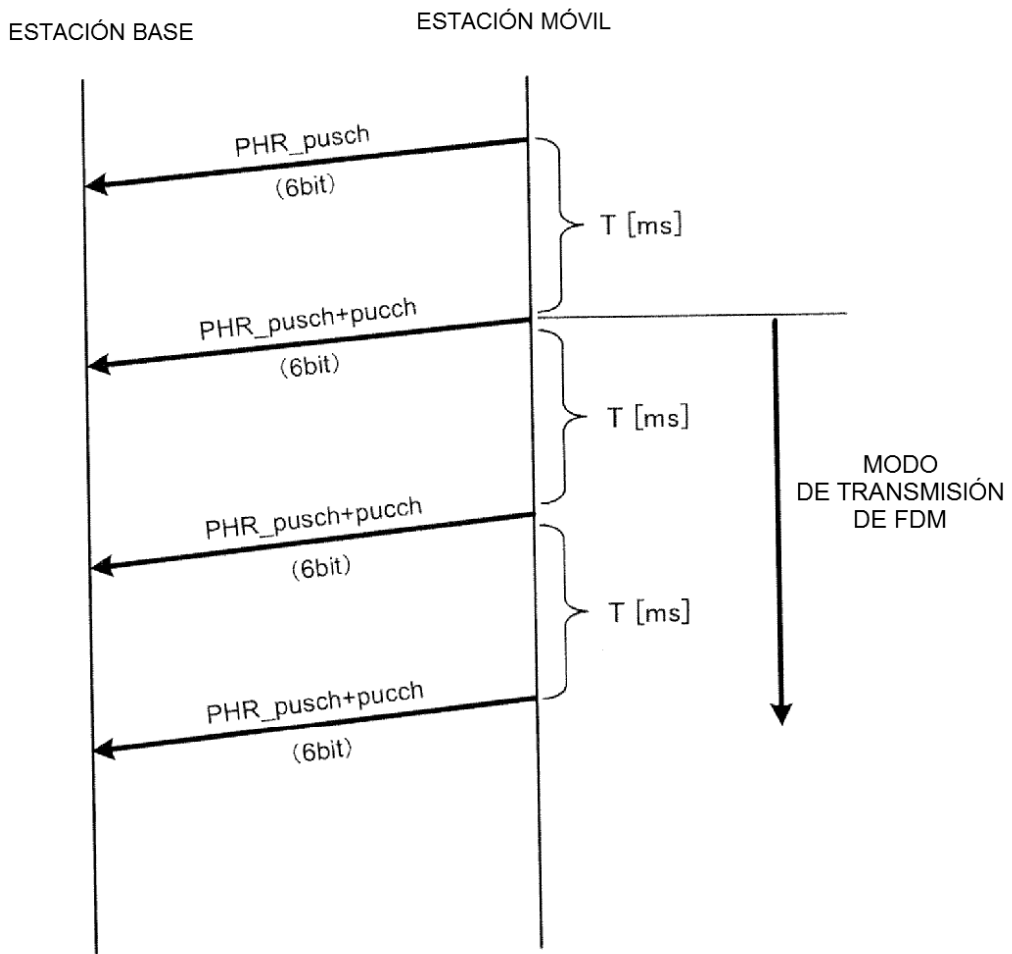 ESTACIÓN BASE
ESTACIÓN MÓVIL
PHR_pusch
(6bit)
T [ms]
PHR_pusch+pucch
(6bit)
T [ms]
MODO
DE TRANSMISIÓN
DE FDM
PHR_pusch+pucch
(6bit)
T [ms]
PHR_pusch+pucch
(6bit)